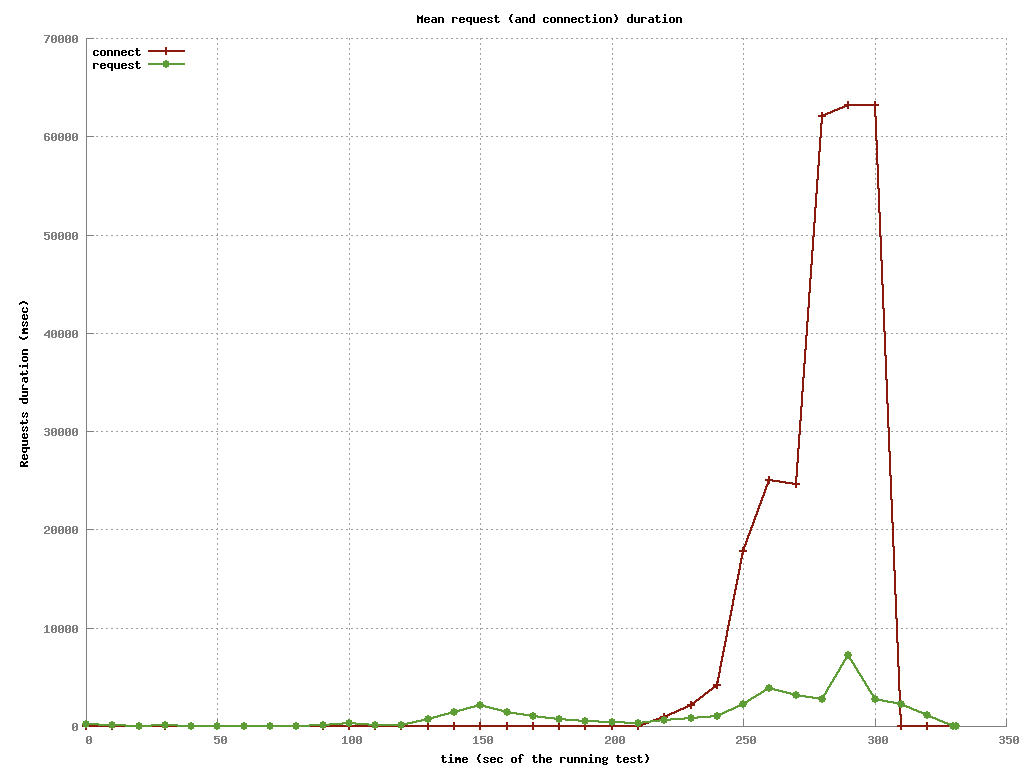 Mean request (and connection) duration
70000
connect
request
60000
50000
40000
30000
20000
10000
0
Requests duration (msec)
0 50 100 150 200 250 300 350
time (sec of the running test)